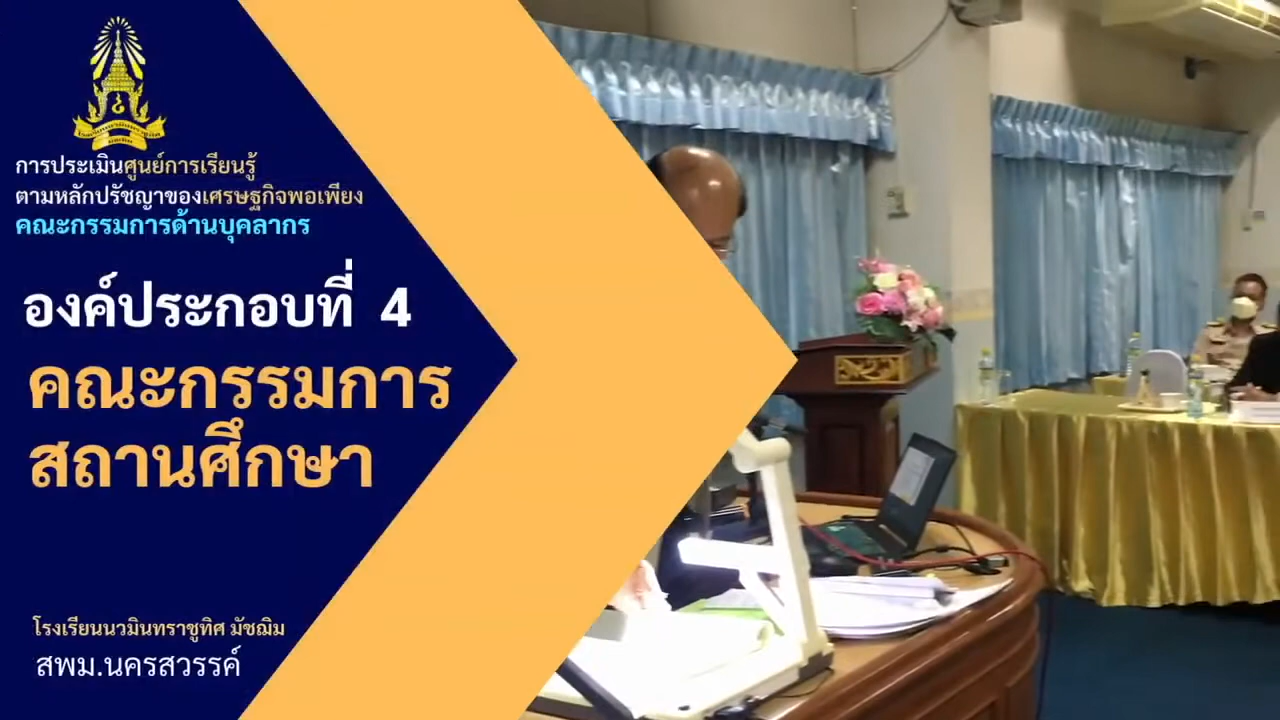 การประเมินศูนย์การเรียนรู้
ตามหลักปรัชญาของเศรษฐกิจพอเพียง
คณะกรรมการด้านบุคลากร
องค์ประกอบที่ 4
คณะกรรมการ
สถานศึกษา
โรงเรียนนวมินทราชูทิศ มัชฌิม
สพม.นครสวรรค์